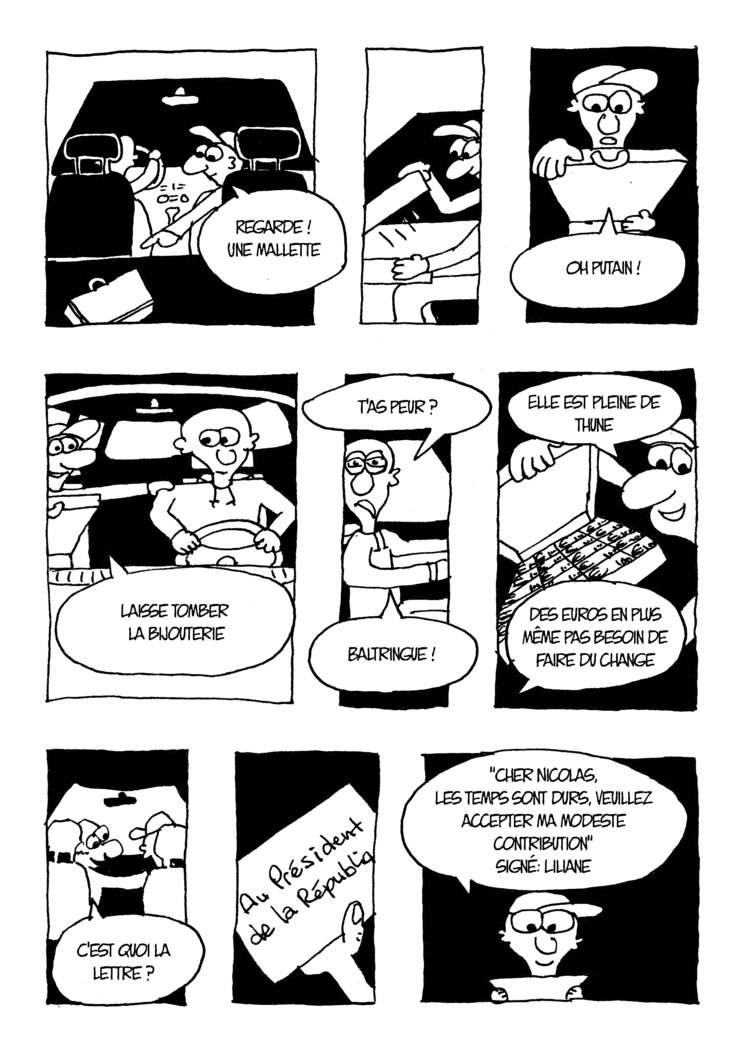 REGARDE !
UNE MALLETTE
OH PUTAIN !
LAISSE TOMBER
LA BIJOUTERIE
T'AS PEUR ?
BALTRINGUE !
ELLE EST PLEINE DE
THUNE
DES EUROS EN PLUS
MÊME PAS BESOIN DE
FAIRE DU CHANGE
C'EST QUOI LA
LETTRE ?
Au Président
de la Républiq
"CHER NICOLAS,
LES TEMPS SONT DURS, VEUILLEZ
ACCEPTER MA MODESTE
CONTRIBUTION"
SIGNÉ: LILIANE